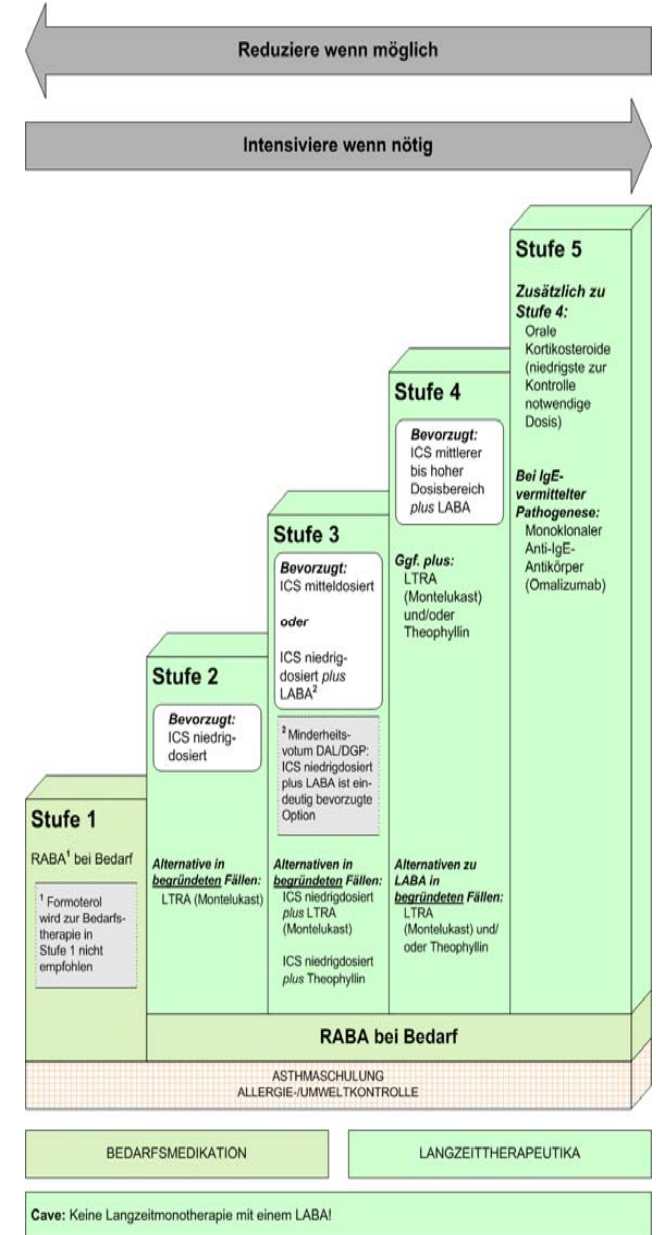 Reduziere wenn möglich
Intensiviere wenn nötig
Stufe 1
RABA¹ bei Bedarf
¹ Formoterol
wird zur Bedarfs-
therapie in
Stufe 1 nicht
empfohlen
Stufe 2
Bevorzugt:
ICS niedrig-
dosiert
Alternative in
begründeten Fällen:
LTRA (Montelukast)
Stufe 3
Bevorzugt:
ICS mitteldosiert
oder
ICS niedrig-
dosiert plus
LABA²
² Minderheits-
votum DAL/DGP:
ICS niedrigdosiert
plus LABA ist ein-
deutig bevorzugte
Option
Alternativen in
begründeten Fällen:
ICS niedrigdosiert
plus LTRA
(Montelukast)
ICS niedrigdosiert
plus Theophyllin
Stufe 4
Bevorzugt:
ICS mittlerer
bis hoher
Dosisbereich
plus LABA
Ggf. plus:
LTRA
(Montelukast)
und/oder
Theophyllin
Alternativen zu
LABA in
begründeten Fällen:
LTRA
(Montelukast) und/
oder Theophyllin
Stufe 5
Zusätzlich zu
Stufe 4:
Orale
Kortikosteroide
(niedrigste zur
Kontrolle
notwendige
Dosis)
Bei IgE-
vermittelter
Pathogenese:
Monoklonaler
Anti-IgE-
Antikörper
(Omalizumab)
RABA bei Bedarf
ASTHMASCHULUNG
ALLERGIE-/UMWELTKONTROLLE
BEDARFSMEDIKATION
LANGZEITTHERAPEUTIKA
Cave: Keine Langzeitmonotherapie mit einem LABA!